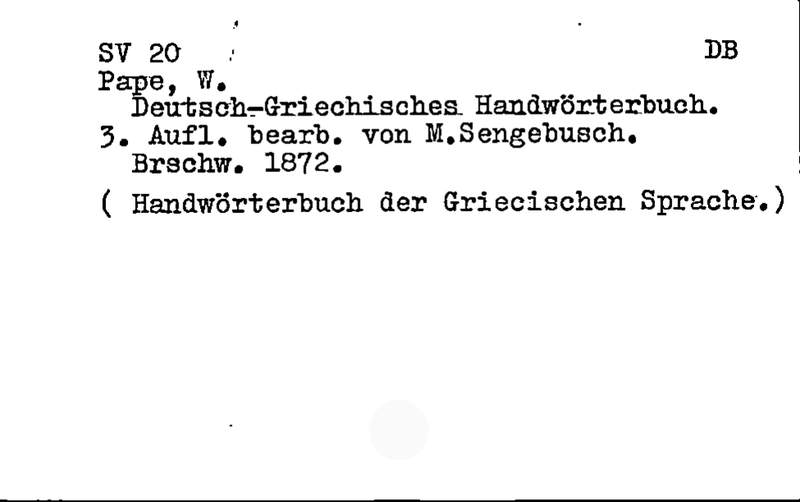 SV 20 DB
Pape, W.
Deutsch-Griechisches Handwörterbuch.
3. Aufl. bearb. von M.Sengebusch.
Brschw. 1872.
( Handwörterbuch der Griecischen Sprache.)